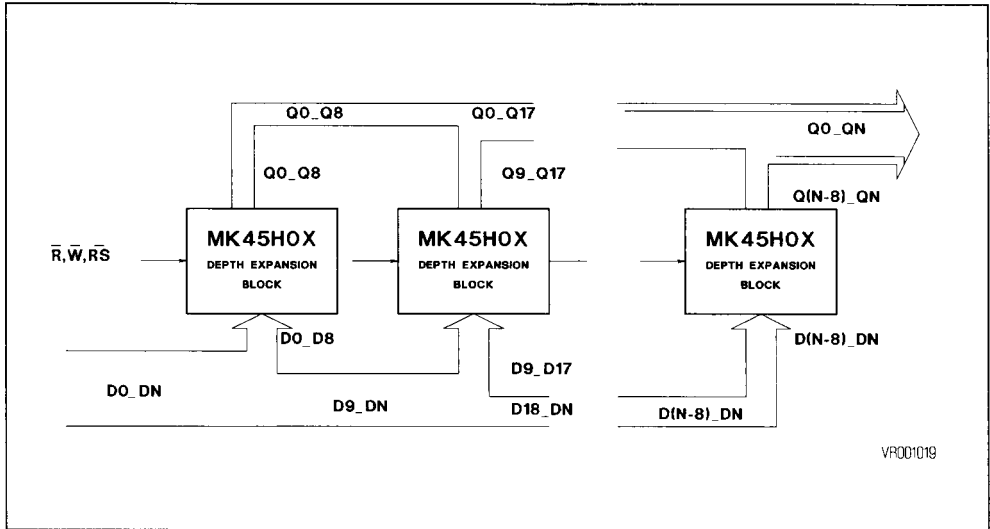 Q0_Q8
Q0_Q17
Q0_QN
Q0_Q8
Q9_Q17
Q(N-8)_QN
R̅,W̅,R̅S̅
MK45H0X
DEPTH EXPANSION
BLOCK
MK45H0X
DEPTH EXPANSION
BLOCK
MK45H0X
DEPTH EXPANSION
BLOCK
D0_D8
D(N-8)_DN
D9_D17
D0_DN
D9_DN
D18_DN
D(N-8)_DN
VR001019